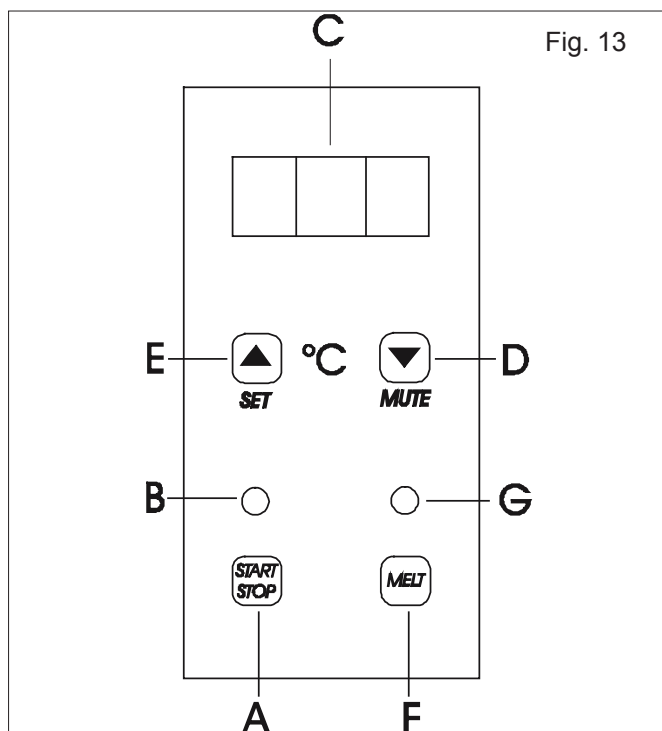 C
Fig. 13
E °C D
SET MUTE
B G
START MELT
STOP
A F